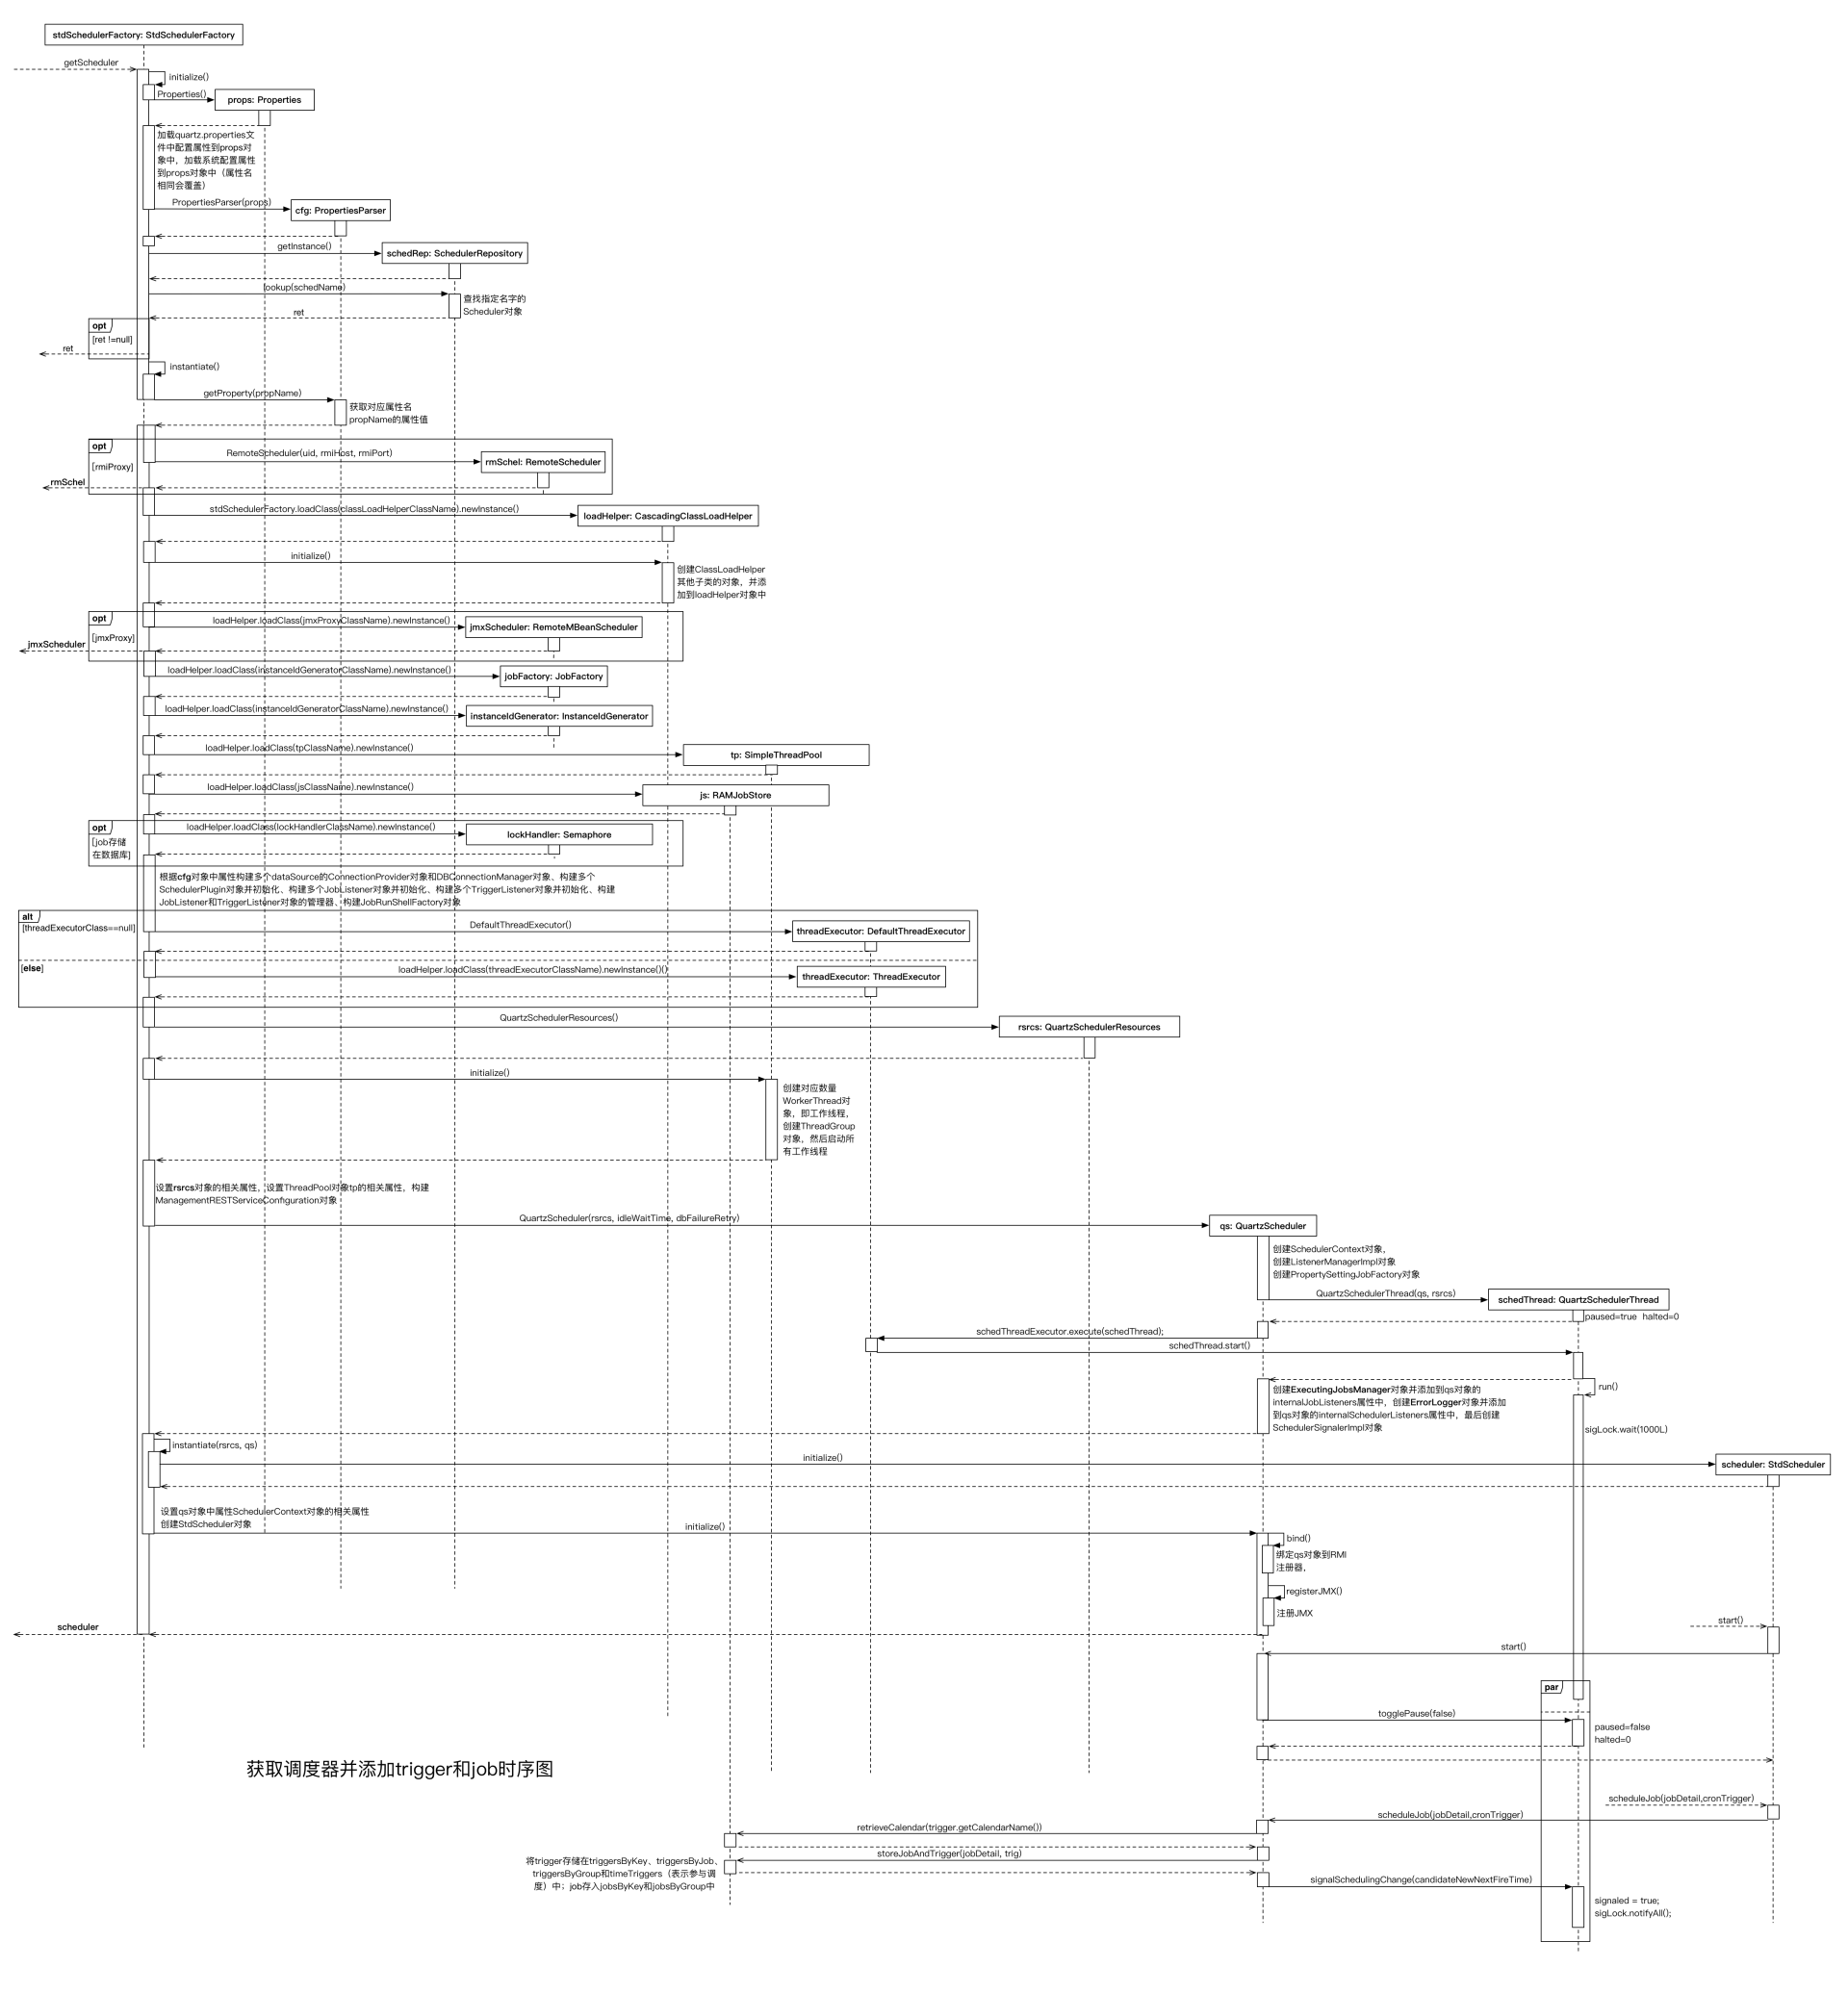 stdSchedulerFactory: StdSchedulerFactory
getScheduler
initialize()
Properties()
props: Properties
加载quartz.properties文
件中配置属性到props对
象中，加载系统配置属性
到props对象中（属性名
相同会覆盖）
PropertiesParser(props)
cfg: PropertiesParser
getInstance()
schedRep: SchedulerRepository
lookup(schedName)
查找指定名字的
Scheduler对象
ret
opt
[ret !=null]
ret
instantiate()
getProperty(propName)
获取对应属性名
propName的属性值
opt
[rmiProxy]
RemoteScheduler(uid, rmiHost, rmiPort)
rmSchel: RemoteScheduler
rmSchel
stdSchedulerFactory.loadClass(classLoadHelperClassName).newInstance()
loadHelper: CascadingClassLoadHelper
initialize()
创建ClassLoadHelper
其他子类的对象，并添
加到loadHelper对象中
opt
[jmxProxy]
loadHelper.loadClass(jmxProxyClassName).newInstance()
jmxScheduler: RemoteMBeanScheduler
jmxScheduler
loadHelper.loadClass(instanceIdGeneratorClassName).newInstance()
jobFactory: JobFactory
loadHelper.loadClass(instanceIdGeneratorClassName).newInstance()
instanceIdGenerator: InstanceIdGenerator
loadHelper.loadClass(tpClassName).newInstance()
tp: SimpleThreadPool
loadHelper.loadClass(jsClassName).newInstance()
js: RAMJobStore
opt
[job存储
在数据库]
loadHelper.loadClass(lockHandlerClassName).newInstance()
lockHandler: Semaphore
根据cfg对象中属性构建多个dataSource的ConnectionProvider对象和DBConnectionManager对象、构建多个
SchedulerPlugin对象并初始化、构建多个JobListener对象并初始化、构建多个TriggerListener对象并初始化、构建
JobListener和TriggerListener对象的管理器、构建JobRunShellFactory对象
alt
[threadExecutorClass==null]
DefaultThreadExecutor()
threadExecutor: DefaultThreadExecutor
[else]
loadHelper.loadClass(threadExecutorClassName).newInstance()()
threadExecutor: ThreadExecutor
QuartzSchedulerResources()
rsrcs: QuartzSchedulerResources
initialize()
创建对应数量
WorkerThread对
象，即工作线程，
创建ThreadGroup
对象，然后启动所
有工作线程
设置rsrcs对象的相关属性，设置ThreadPool对象tp的相关属性，构建
ManagementRESTServiceConfiguration对象
QuartzScheduler(rsrcs, idleWaitTime, dbFailureRetry)
qs: QuartzScheduler
创建SchedulerContext对象，
创建ListenerManagerImpl对象
创建PropertySettingJobFactory对象
QuartzSchedulerThread(qs, rsrcs)
schedThread: QuartzSchedulerThread
paused=true  halted=0
schedThreadExecutor.execute(schedThread);
schedThread.start()
run()
创建ExecutingJobsManager对象并添加到qs对象的
internalJobListeners属性中，创建ErrorLogger对象并添加
到qs对象的internalSchedulerListeners属性中，最后创建
SchedulerSignalerImpl对象
sigLock.wait(1000L)
instantiate(rsrcs, qs)
initialize()
scheduler: StdScheduler
设置qs对象中属性SchedulerContext对象的相关属性
创建StdScheduler对象
initialize()
bind()
绑定qs对象到RMI
注册器，
registerJMX()
注册JMX
scheduler
start()
start()
par
togglePause(false)
paused=false
halted=0
获取调度器并添加trigger和job时序图
scheduleJob(jobDetail,cronTrigger)
scheduleJob(jobDetail,cronTrigger)
retrieveCalendar(trigger.getCalendarName())
storeJobAndTrigger(jobDetail, trig)
将trigger存储在triggersByKey、triggersByJob、
triggersByGroup和timeTriggers（表示参与调
度）中；job存入jobsByKey和jobsByGroup中
signalSchedulingChange(candidateNewNextFireTime)
signaled = true;
sigLock.notifyAll();